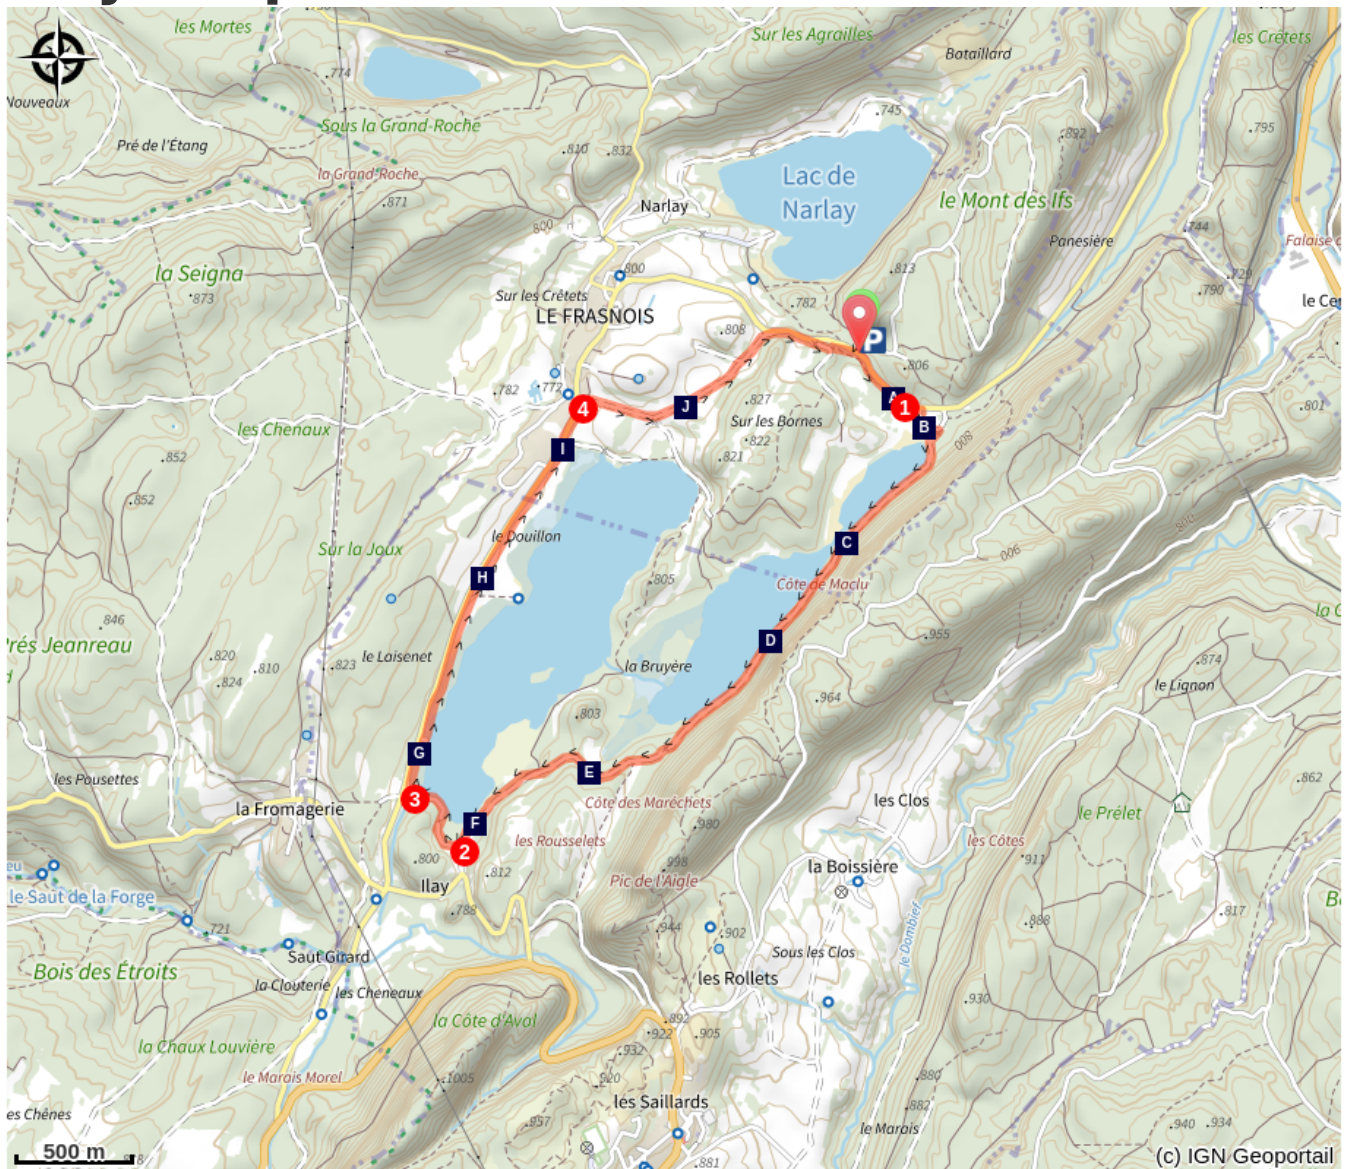 les Mortes
Sur les Agrailles
les Crêtets
Bataillard
.774
Nouveaux
.745
Pré de l'Étang
Sous la Grand-Roche
.892
.795
.810
.832
la Grand-Roche
Lac de
Narlay
.871
Narlay
le Mont des Ifs
800
.744
Panesière
Falaise
la Seigna
.873
800
.813
.729
.790
Sur les Crêtets
.782
le Cer
LE FRASNOIS
.808
P
.806
.782
.772
A
1
4
J
.827
Sur les Bornes
.801
B
les Chenaux
.822
008
I
.852
.821
.852
800
le Douillon
C
Sur la Joux
900
H
.805
Côte de Maclu
.846
.955
Prés Jeanreau
.820
.810
.823
le Laisenet
la Bruyère
D
.874
.824
le Lignon
.964
.803
G
E
les Pousettes
.862
3
la Fromagerie
Côte des Maréchets
les Clos
le Prélet
F
.980
les Rousselets
les Côtes
2
.800
.998
.911
la Boissière
.812
Ilay
Pic de l'Aigle
le Saut de la Forge
.788
.817
.721
.944
.902
.888
Saut Girard
Sous les Clos
le Dombief
Bois des Étroits
les Rollets
la Clouterie
les Cheneaux
.930
la Côte d'Aval
.892
.922
.905
la Chaux Louvière
.932
le Marais Morel
.1005
.920
.880
les Saillards
.882
es Chênes
.957
le Marais
.940
.934
500 m
.881
(c) IGN Geoportail